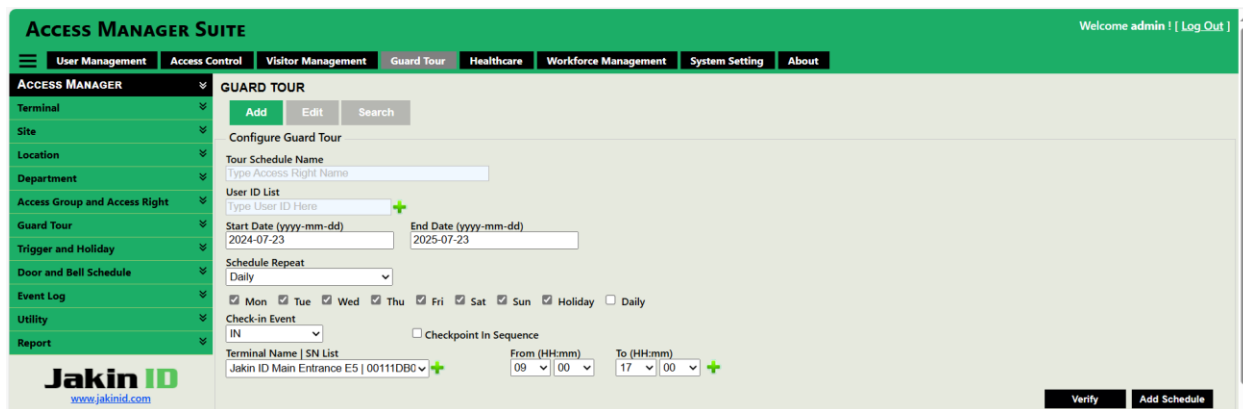 ACCESS MANAGER SUITE
Welcome admin ! [ Log Out ]
User Management Access Control Visitor Management Guard Tour Healthcare Workforce Management System Setting About
ACCESS MANAGER
Terminal
Site
Location
Department
Access Group and Access Right
Guard Tour
Trigger and Holiday
Door and Bell Schedule
Event Log
Utility
Report
Jakin ID
www.jakinid.com
GUARD TOUR
Add Edit Search
Configure Guard Tour
Tour Schedule Name
Type Access Right Name
User ID List
Type User ID Here
Start Date (yyyy-mm-dd) End Date (yyyy-mm-dd)
2024-07-23 2025-07-23
Schedule Repeat
Daily
Mon Tue Wed Thu Fri Sat Sun Holiday Daily
Check-in Event
IN Checkpoint In Sequence
Terminal Name | SN List From (HH:mm) To (HH:mm)
Jakin ID Main Entrance E5 | 00111DB0 09 00 17 00
Verify Add Schedule